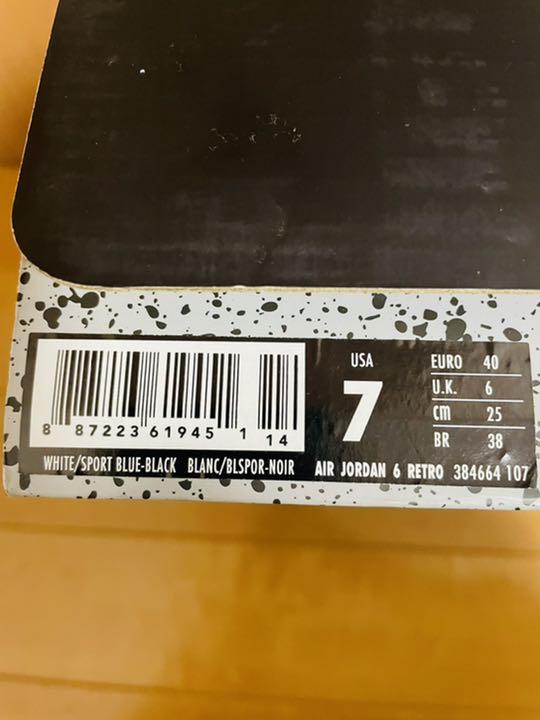 USA
7
EURO 40
U.K. 6
cm 25
BR 38
8 87223 61945 1 14
WHITE/SPORT BLUE-BLACK BLANC/BLSPOR-NOIR
AIR JORDAN 6 RETRO 384664 107